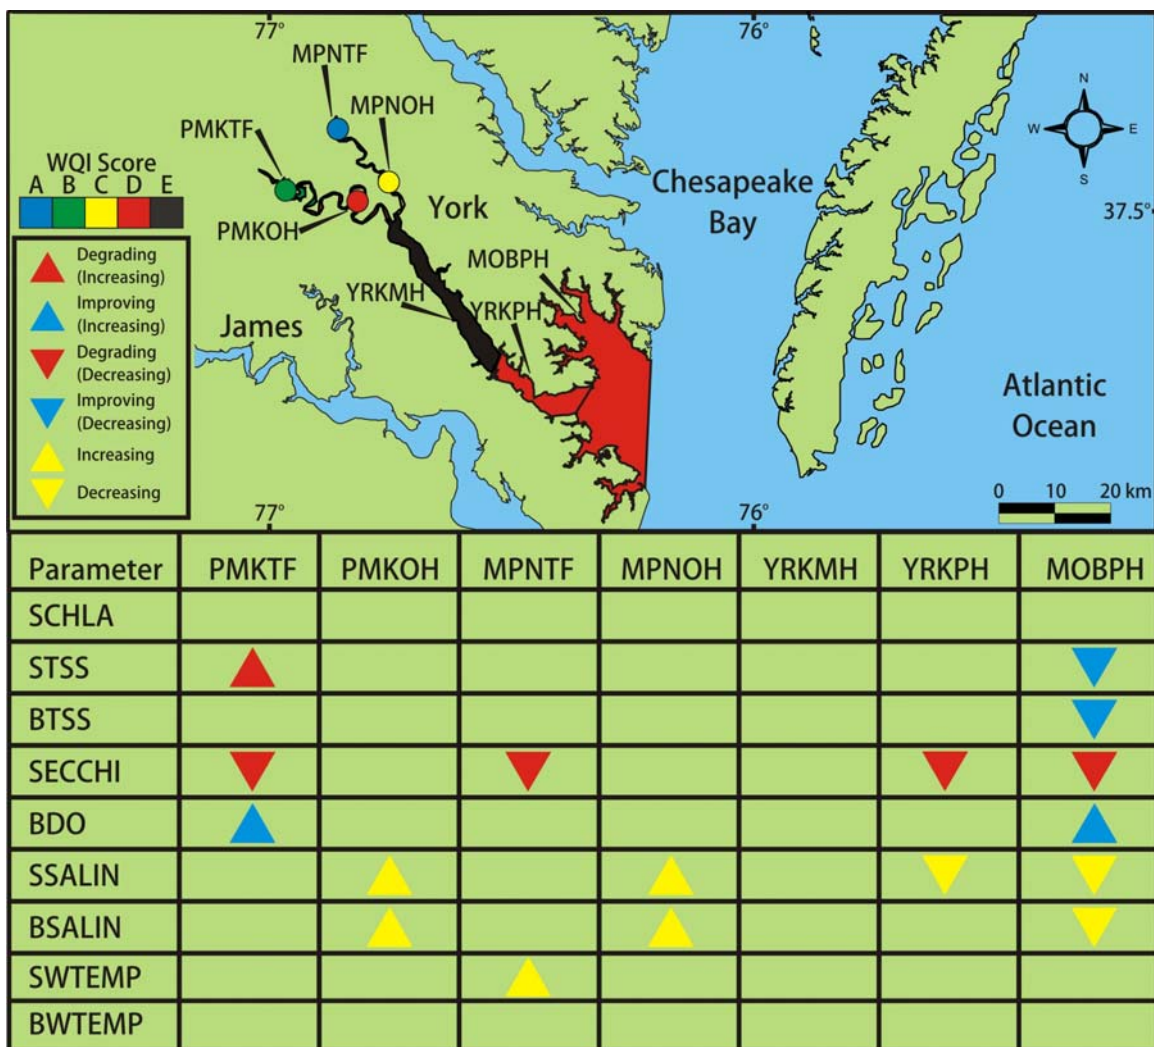 77°
76°
MPNTF
MPNOH
PMKTF
N
W E
S
WQI Score
A B C D E
Chesapeake
Bay
37.5°
York
PMKOH
MOBPH
Degrading
(Increasing)
YRKMH
YRKPH
Improving
(Increasing)
James
Degrading
(Decreasing)
Atlantic
Ocean
Improving
(Decreasing)
Increasing
Decreasing
0 10 20 km
77°
76°
Parameter PMKTF PMKOH MPNTF MPNOH YRKMH YRKPH MOBPH
SCHLA
STSS
BTSS
SECCHI
BDO
SSALIN
BSALIN
SWTEMP
BWTEMP